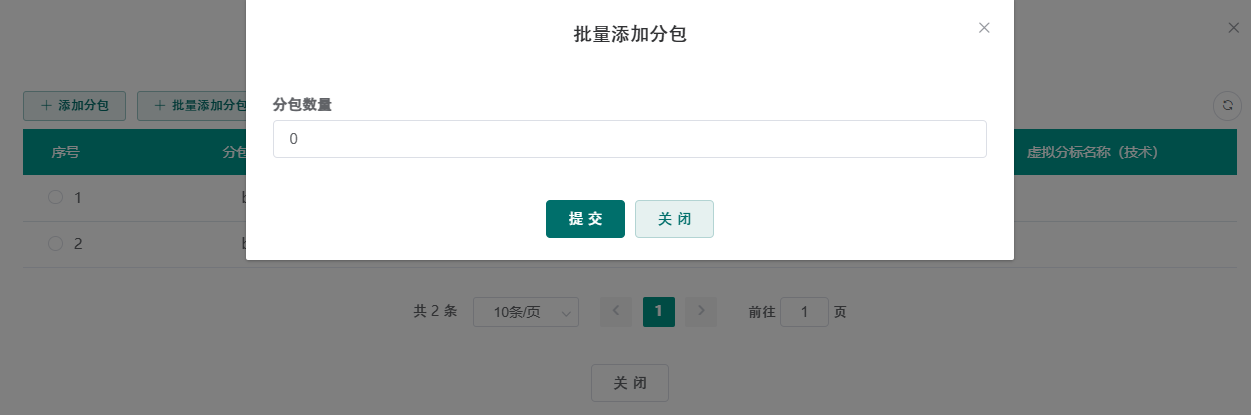 批量添加分包
分包数量
0
提 交
关 闭
添加分包
批量添加分包
序号
分包
虚拟分标名称（技术）
1
2
共 2 条
10条/页
1
前往
1
页
关 闭